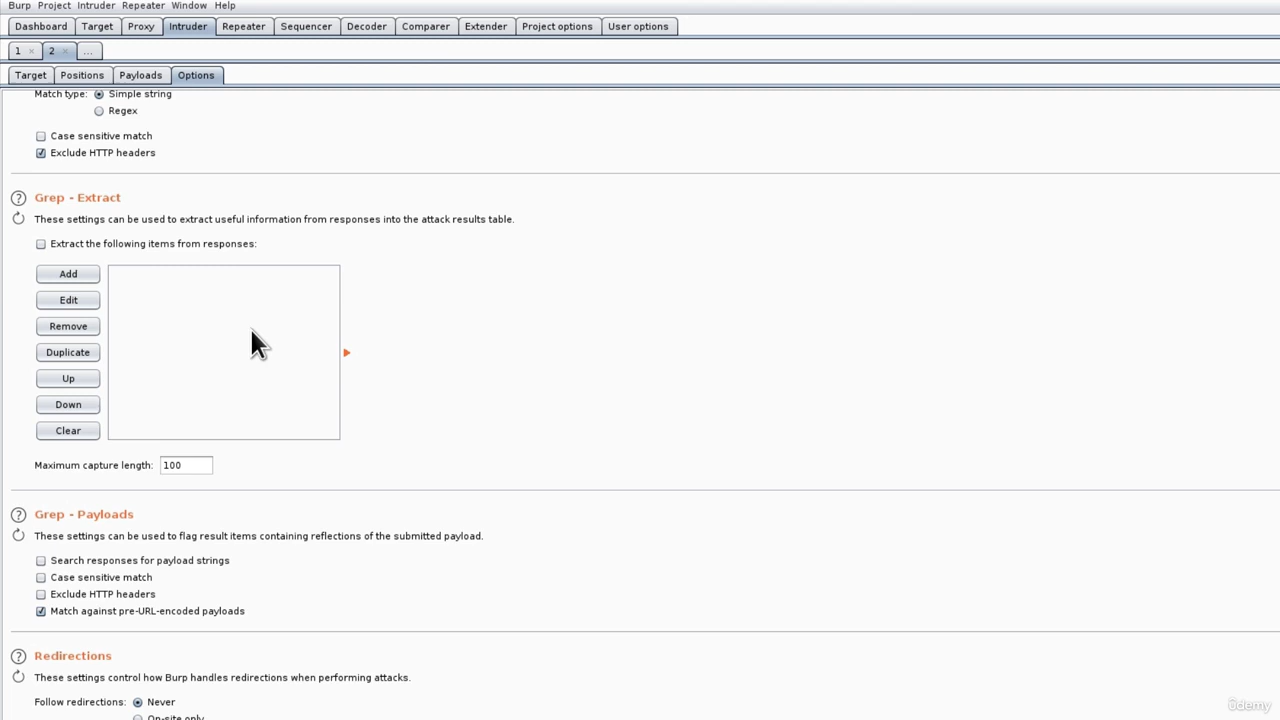 Burp Project Intruder Repeater Window Help
Dashboard Target Proxy Intruder Repeater Sequencer Decoder Comparer Extender Project options User options
1 × 2 × ...
Target Positions Payloads Options
Match type: Simple string
Regex
Case sensitive match
Exclude HTTP headers
? Grep - Extract
These settings can be used to extract useful information from responses into the attack results table.
Extract the following items from responses:
Add
Edit
Remove
Duplicate
Up
Down
Clear
Maximum capture length: 100
? Grep - Payloads
These settings can be used to flag result items containing reflections of the submitted payload.
Search responses for payload strings
Case sensitive match
Exclude HTTP headers
Match against pre-URL-encoded payloads
? Redirections
These settings control how Burp handles redirections when performing attacks.
Follow redirections: Never
On-site only
ûdemy